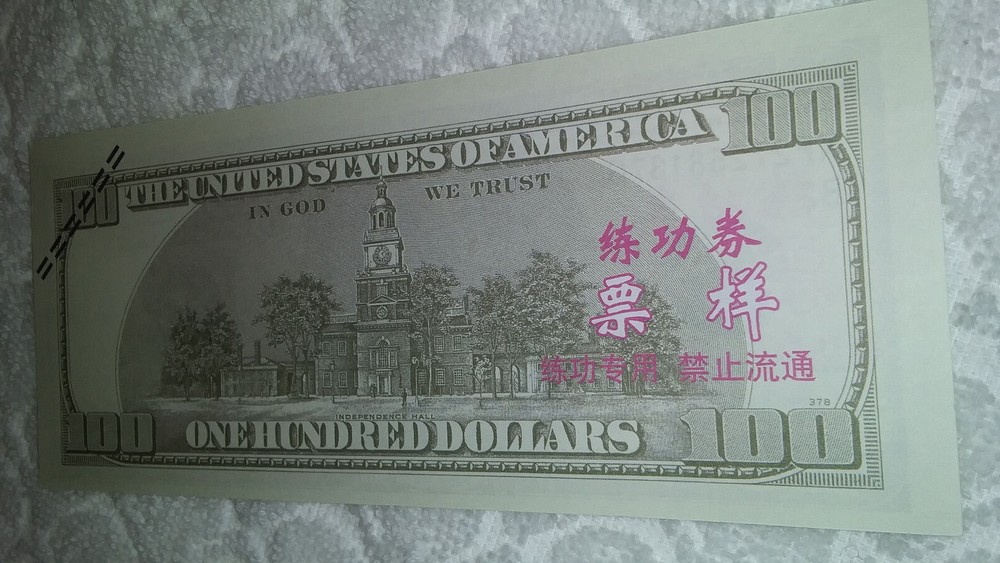 THE UNITED STATES OF AMERICA
100
100
IN GOD WE TRUST
练功券
票样
练功专用 禁止流通
378
INDEPENDENCE HALL
100
ONE HUNDRED DOLLARS
100